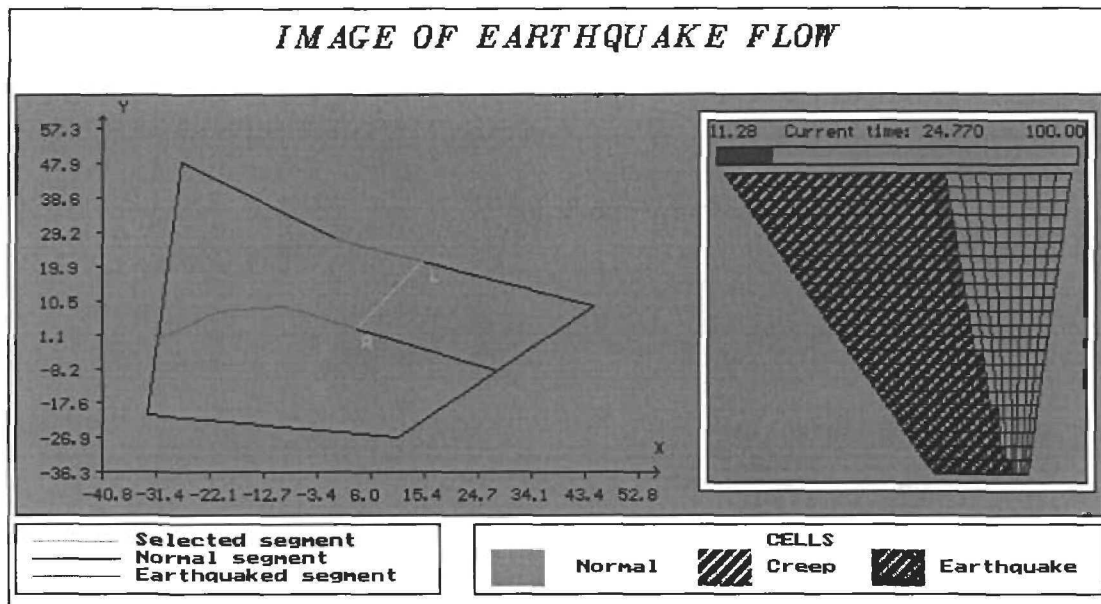 IMAGE OF EARTHQUAKE FLOW
Y
57.3
47.9
38.6
29.2
19.9
10.5
1.1
-8.2
-17.6
-26.9
-36.3
-40.8 -31.4 -22.1 -12.7 -3.4 6.0 15.4 24.7 34.1 43.4 52.8
X
L
R
11.28 Current time: 24.770 100.00
Selected segment
Normal segment
Earthquaked segment
CELLS
Normal Creep Earthquake